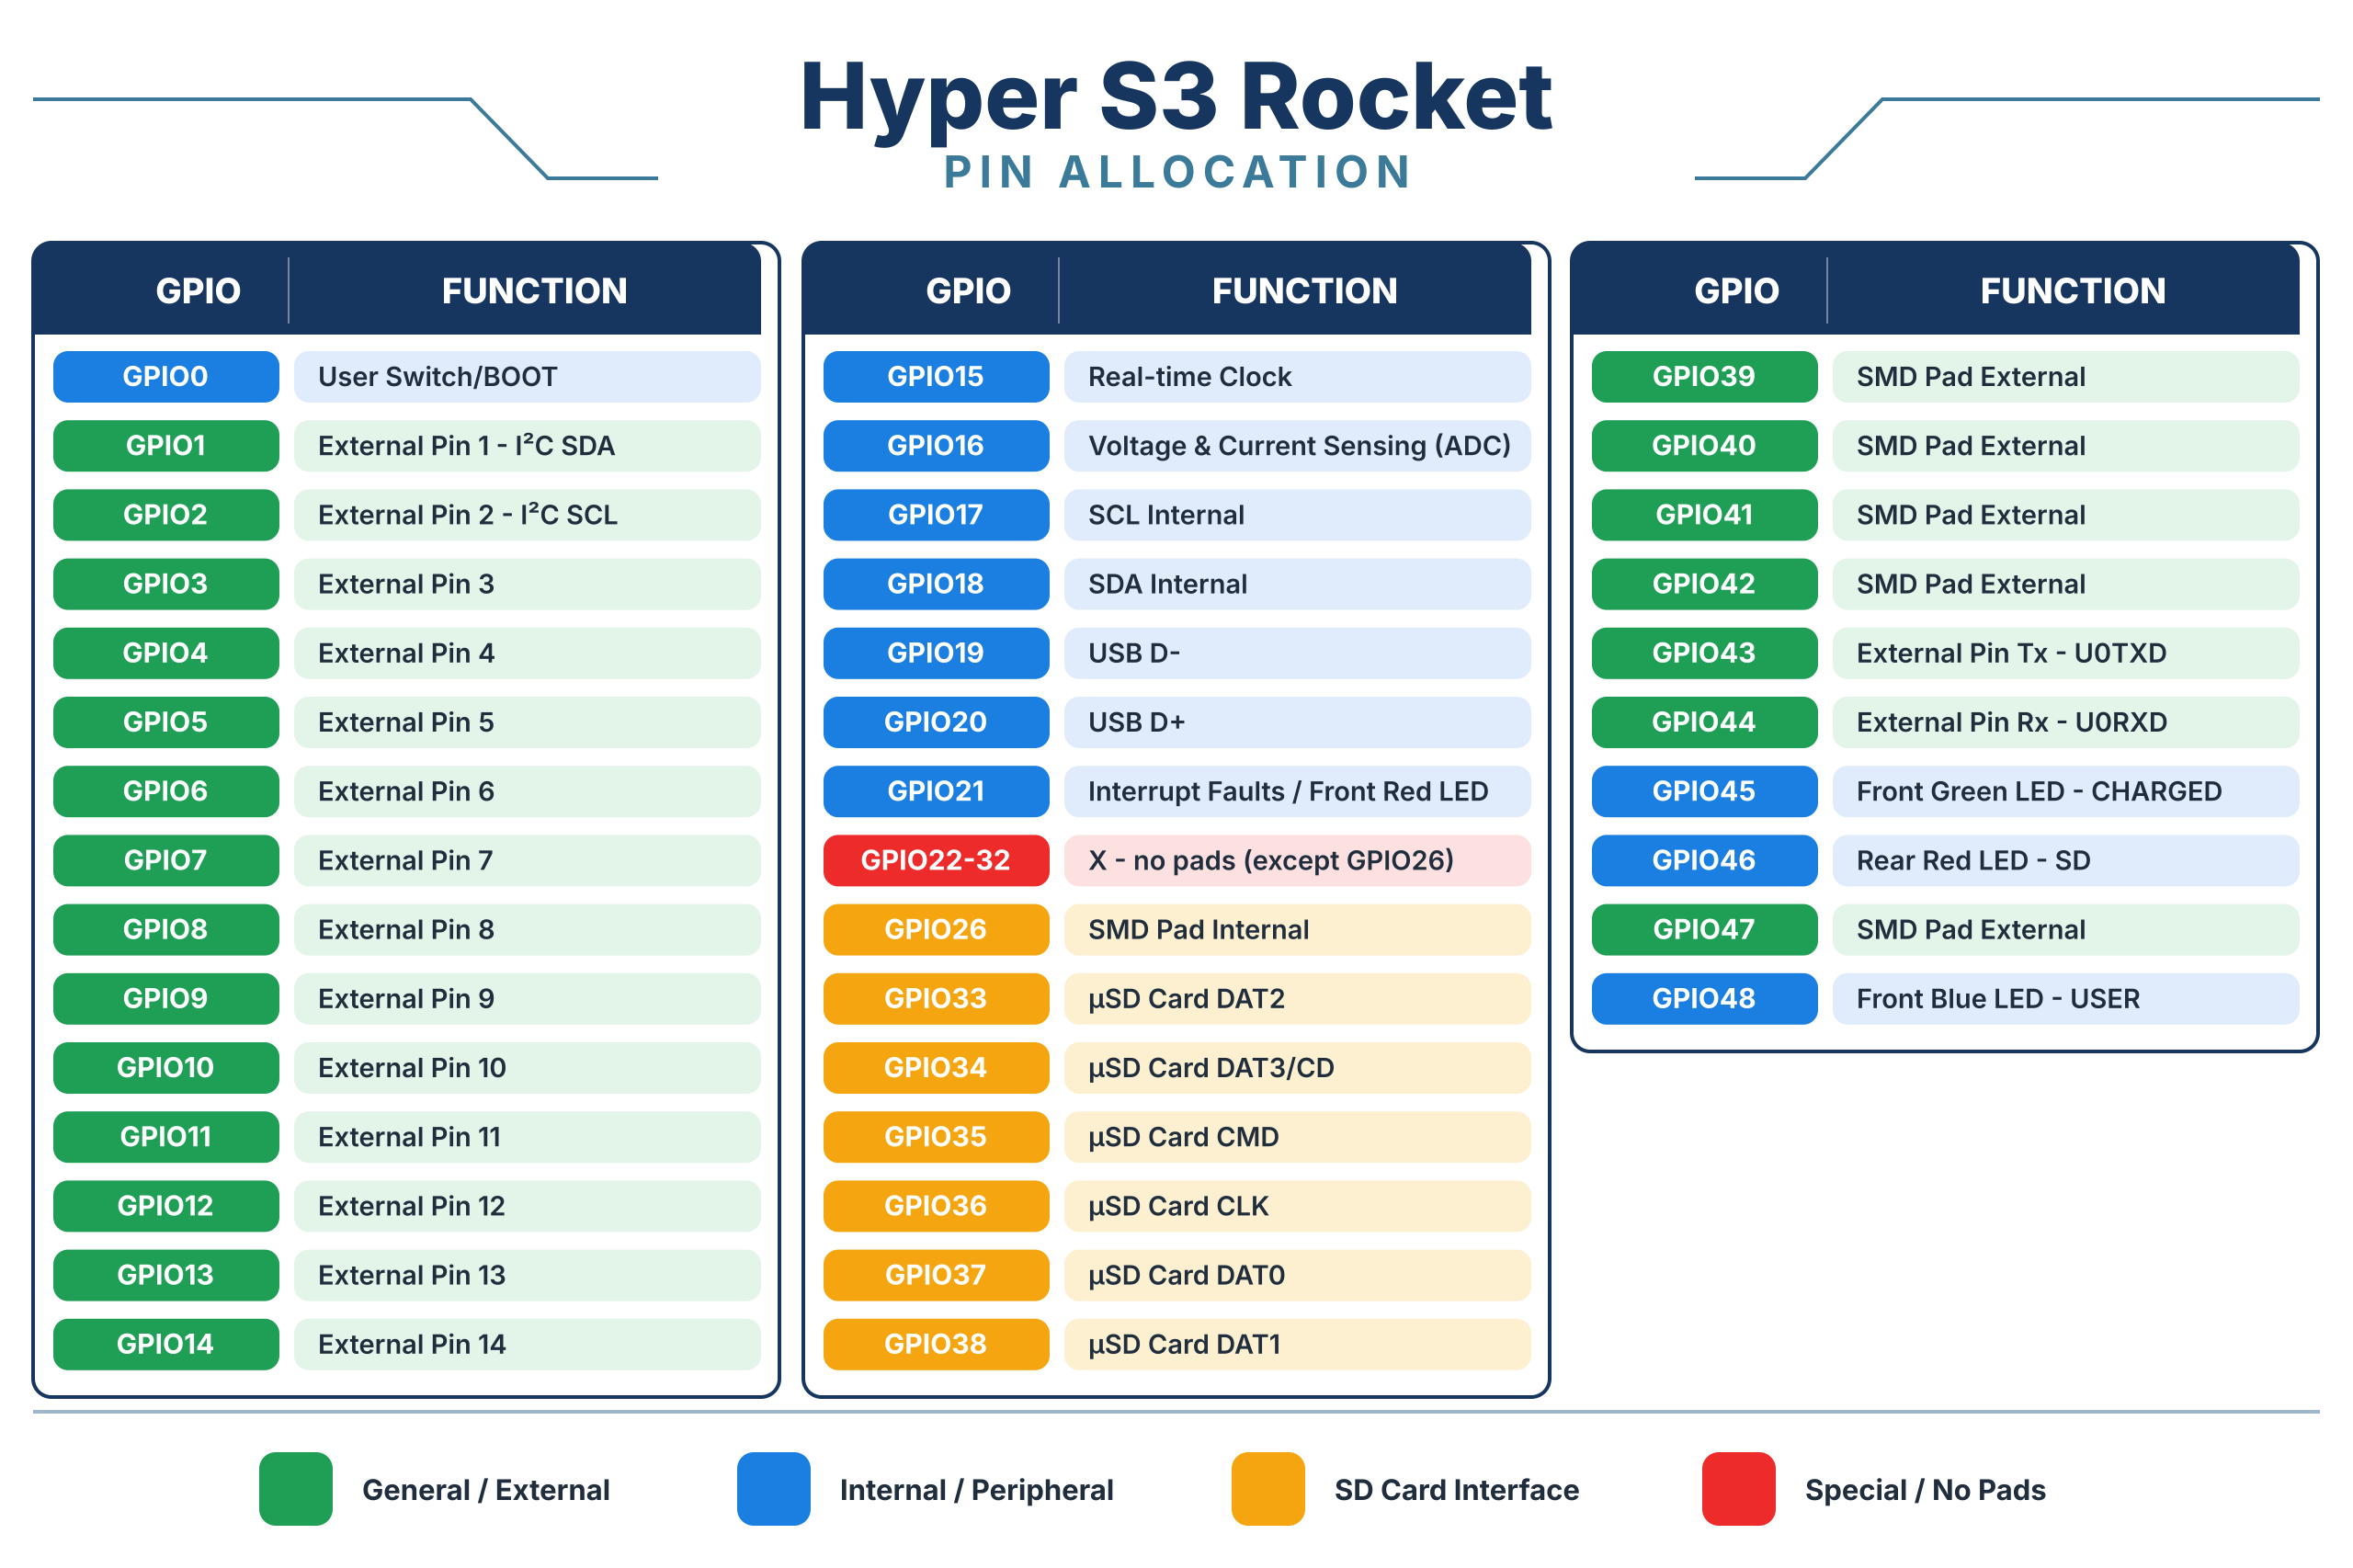 Hyper S3 Rocket
PIN ALLOCATION
GPIO FUNCTION
GPIO0 User Switch/BOOT
GPIO1 External Pin 1 - I²C SDA
GPIO2 External Pin 2 - I²C SCL
GPIO3 External Pin 3
GPIO4 External Pin 4
GPIO5 External Pin 5
GPIO6 External Pin 6
GPIO7 External Pin 7
GPIO8 External Pin 8
GPIO9 External Pin 9
GPIO10 External Pin 10
GPIO11 External Pin 11
GPIO12 External Pin 12
GPIO13 External Pin 13
GPIO14 External Pin 14
GPIO FUNCTION
GPIO15 Real-time Clock
GPIO16 Voltage & Current Sensing (ADC)
GPIO17 SCL Internal
GPIO18 SDA Internal
GPIO19 USB D-
GPIO20 USB D+
GPIO21 Interrupt Faults / Front Red LED
GPIO22-32 X - no pads (except GPIO26)
GPIO26 SMD Pad Internal
GPIO33 µSD Card DAT2
GPIO34 µSD Card DAT3/CD
GPIO35 µSD Card CMD
GPIO36 µSD Card CLK
GPIO37 µSD Card DAT0
GPIO38 µSD Card DAT1
GPIO FUNCTION
GPIO39 SMD Pad External
GPIO40 SMD Pad External
GPIO41 SMD Pad External
GPIO42 SMD Pad External
GPIO43 External Pin Tx - U0TXD
GPIO44 External Pin Rx - U0RXD
GPIO45 Front Green LED - CHARGED
GPIO46 Rear Red LED - SD
GPIO47 SMD Pad External
GPIO48 Front Blue LED - USER
General / External
Internal / Peripheral
SD Card Interface
Special / No Pads